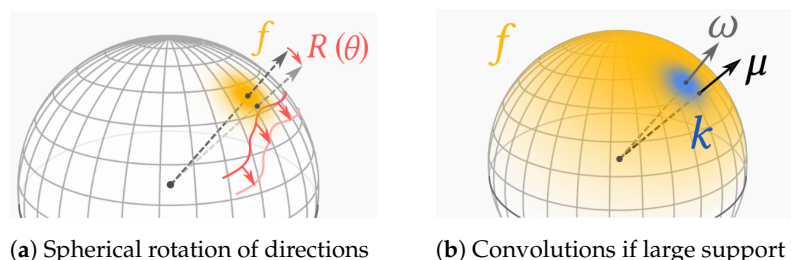 f R (θ)
f ω
μ
k
(a) Spherical rotation of directions
(b) Convolutions if large support